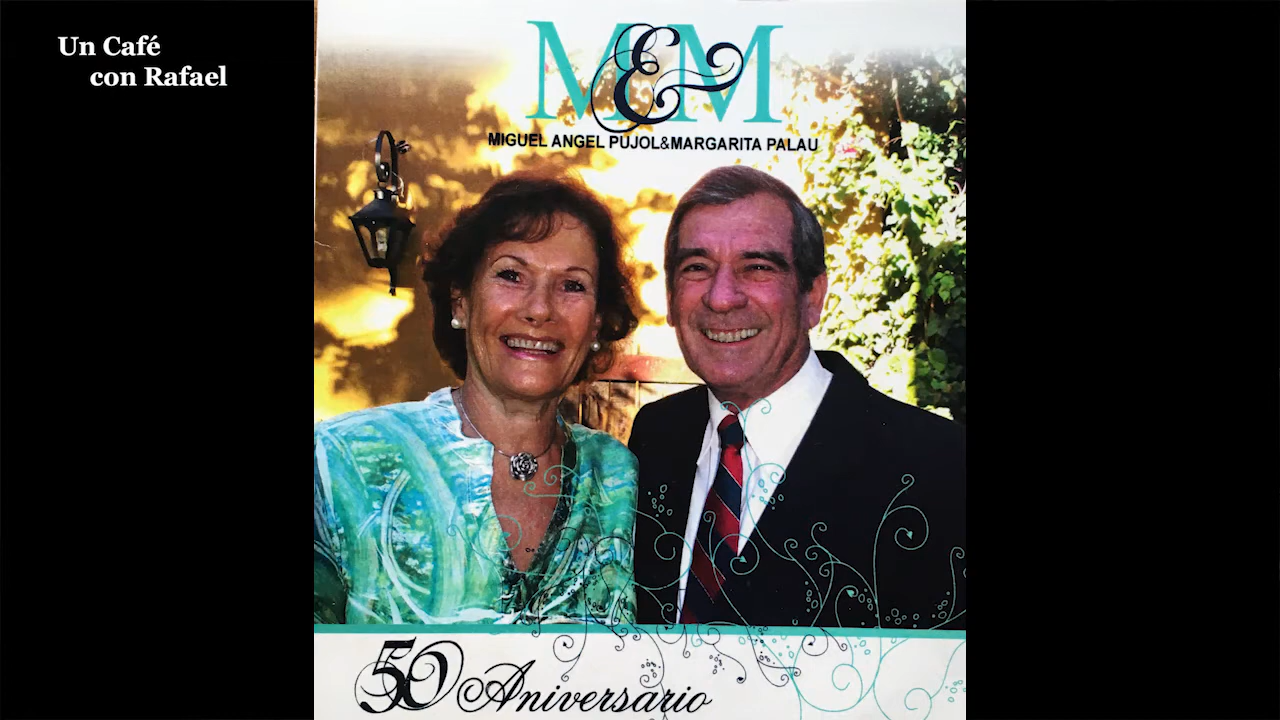 Un Café
con Rafael
M&M
MIGUEL ANGEL PUJOL&MARGARITA PALAU
50 Aniversario